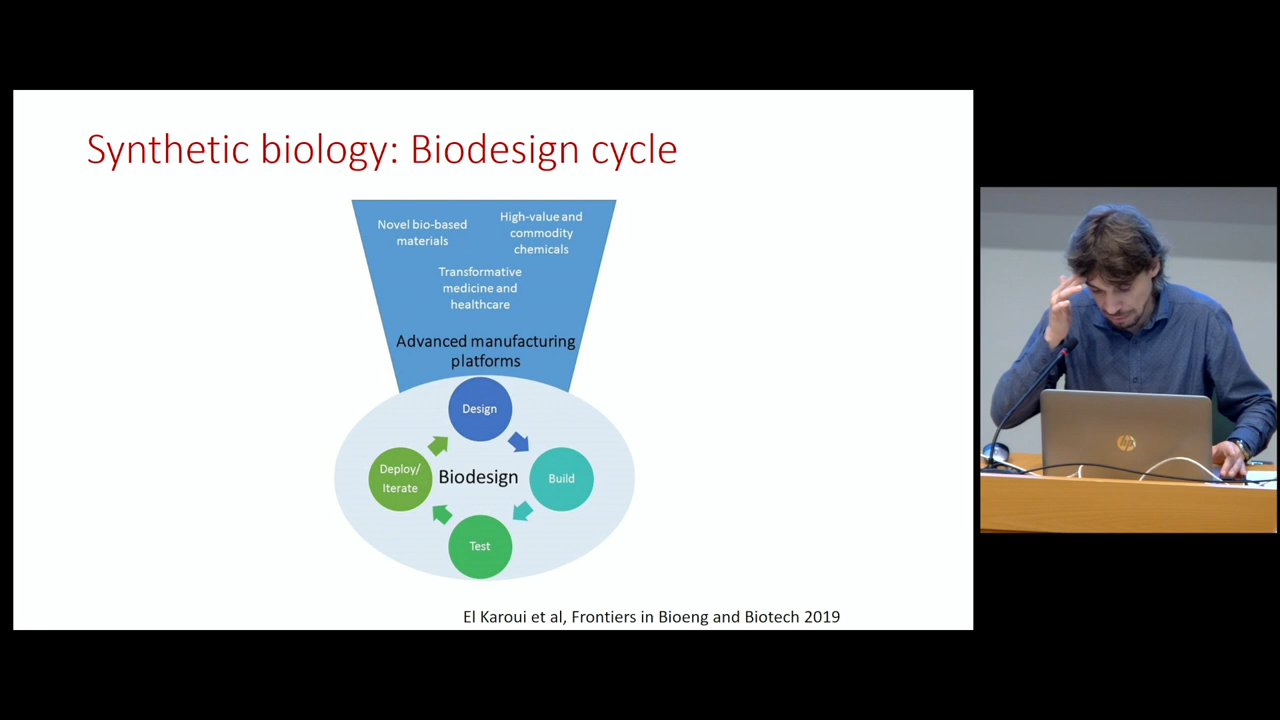 Synthetic biology: Biodesign cycle
Novel bio-based
materials
High-value and
commodity
chemicals
Transformative
medicine and
healthcare
Advanced manufacturing
platforms
Design
Deploy/
Iterate
Biodesign
Build
Test
El Karoui et al, Frontiers in Bioeng and Biotech 2019
hp